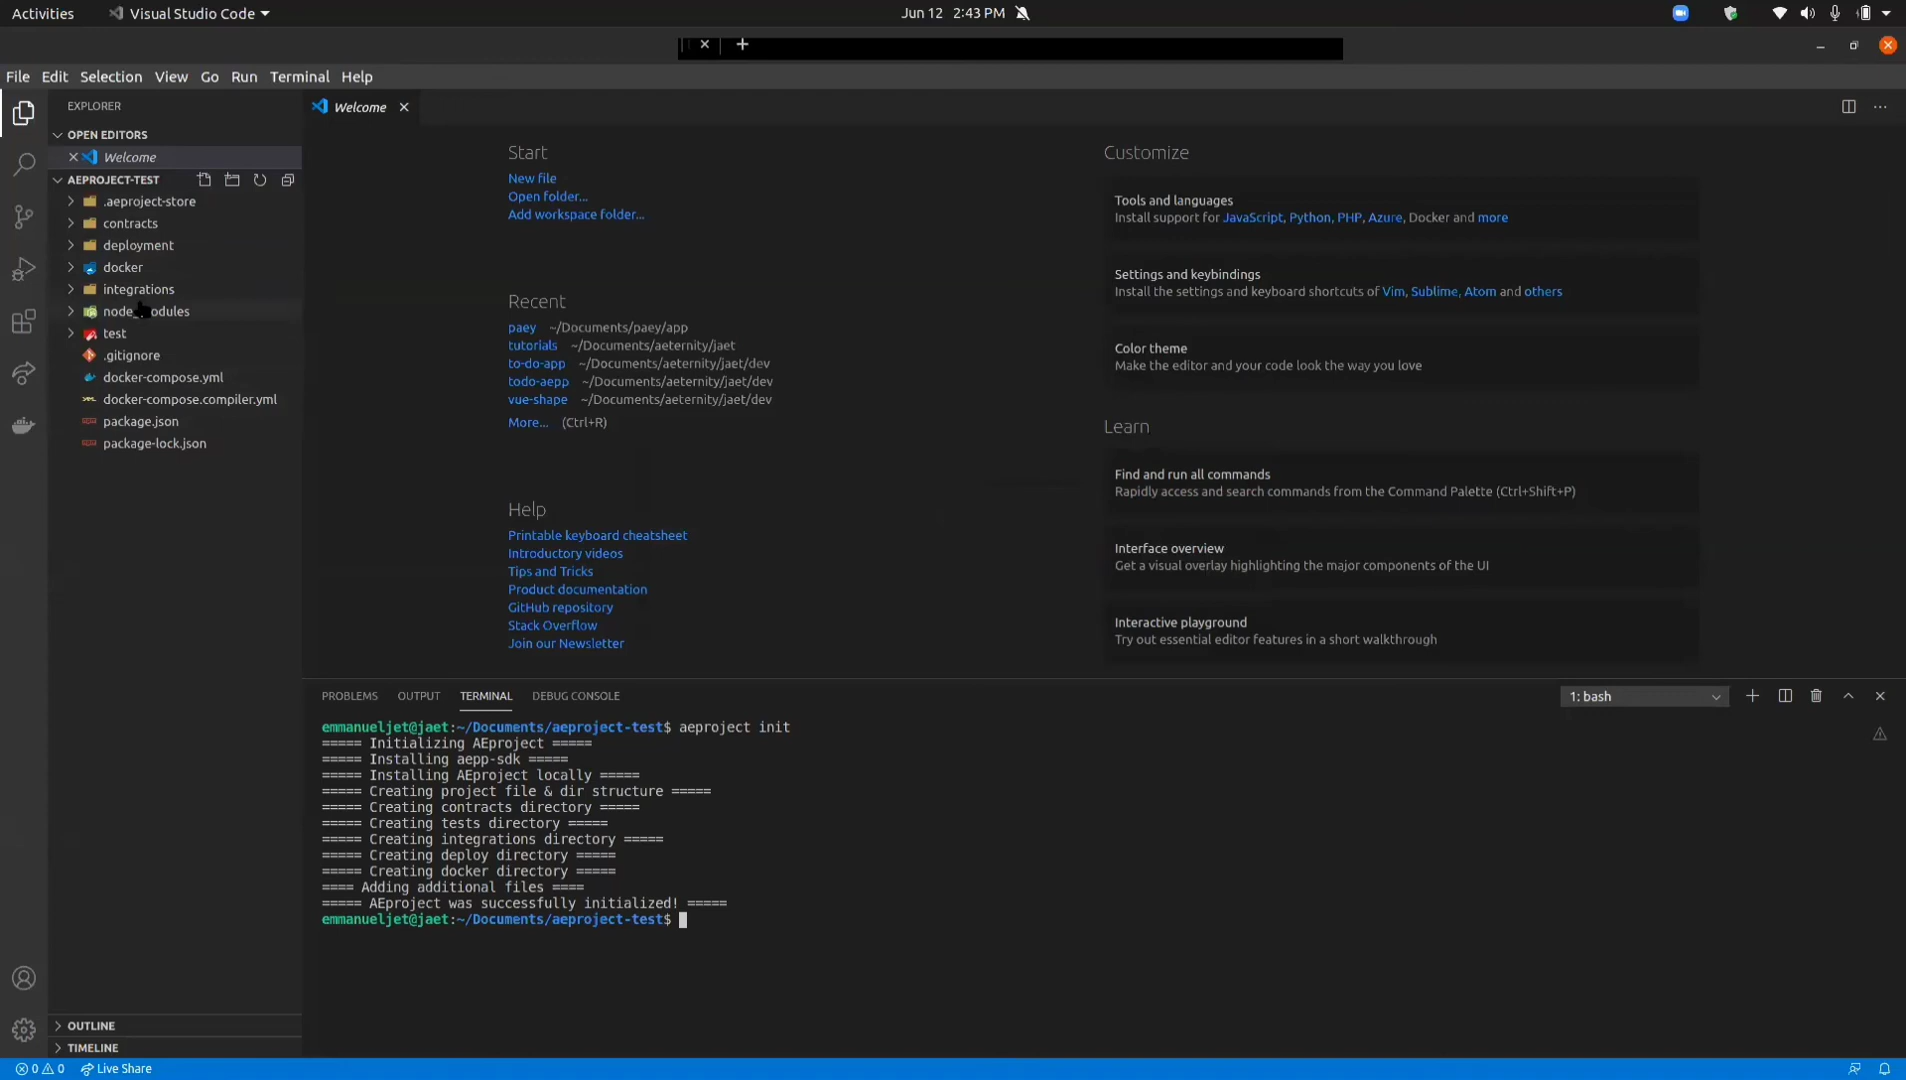 Activities
Visual Studio Code
Jun 12 2:43 PM
File Edit Selection View Go Run Terminal Help
EXPLORER
OPEN EDITORS
Welcome
AEPROJECT-TEST
.aeproject-store
contracts
deployment
docker
integrations
test
.gitignore
docker-compose.yml
docker-compose.compiler.yml
package.json
package-lock.json
OUTLINE
TIMELINE
Welcome
Start
New file
Open folder...
Add workspace folder...
Recent
paey ~/Documents/paey/app
tutorials ~/Documents/aeternity/jaet
to-do-app ~/Documents/aeternity/jaet/dev
todo-aepp ~/Documents/aeternity/jaet/dev
vue-shape ~/Documents/aeternity/jaet/dev
More... (Ctrl+R)
Help
Printable keyboard cheatsheet
Introductory videos
Tips and Tricks
Product documentation
GitHub repository
Stack Overflow
Join our Newsletter
Customize
Tools and languages
Install support for JavaScript, Python, PHP, Azure, Docker and more
Settings and keybindings
Install the settings and keyboard shortcuts of Vim, Sublime, Atom and others
Color theme
Make the editor and your code look the way you love
Learn
Find and run all commands
Rapidly access and search commands from the Command Palette (Ctrl+Shift+P)
Interface overview
Get a visual overlay highlighting the major components of the UI
Interactive playground
Try out essential editor features in a short walkthrough
PROBLEMS OUTPUT TERMINAL DEBUG CONSOLE
1: bash
emmanueljet@jaet:~/Documents/aeproject-test$ aeproject init
===== Initializing AEproject =====
===== Installing aepp-sdk =====
===== Installing AEproject locally =====
===== Creating project file & dir structure =====
===== Creating contracts directory =====
===== Creating tests directory =====
===== Creating integrations directory =====
===== Creating deploy directory =====
===== Creating docker directory =====
==== Adding additional files ====
===== AEproject was successfully initialized! =====
emmanueljet@jaet:~/Documents/aeproject-test$
0 0 Live Share